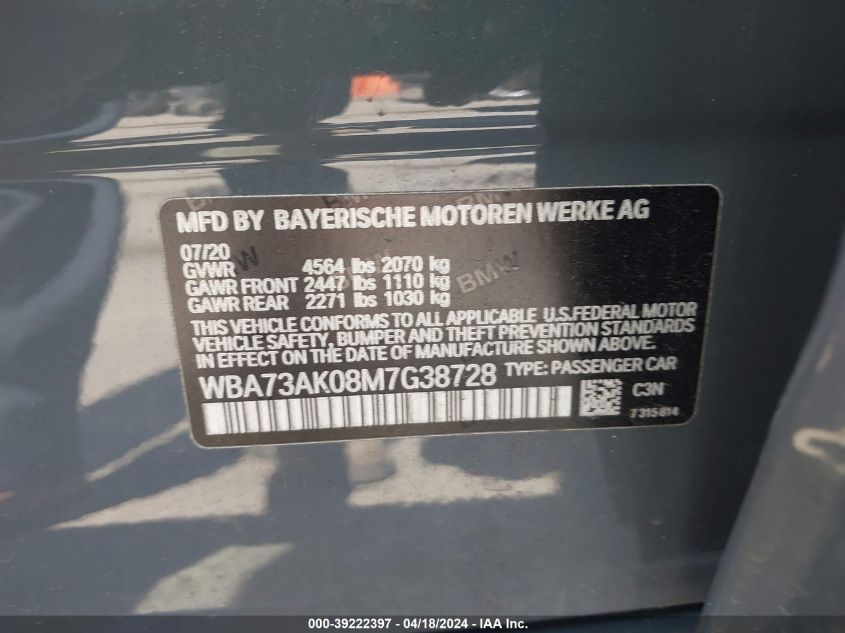 MFD BY BAYERISCHE MOTOREN WERKE AG
07/20
GVWR 4564 lbs 2070 kg
GAWR FRONT 2447 lbs 1110 kg
GAWR REAR 2271 lbs 1030 kg
THIS VEHICLE CONFORMS TO ALL APPLICABLE U.S.FEDERAL MOTOR
VEHICLE SAFETY, BUMPER AND THEFT PREVENTION STANDARDS
IN EFFECT ON THE DATE OF MANUFACTURE SHOWN ABOVE.
WBA73AK08M7G38728 TYPE: PASSENGER CAR
C3N
7315814
BMW
000-39222397 - 04/18/2024 - IAA, Inc.